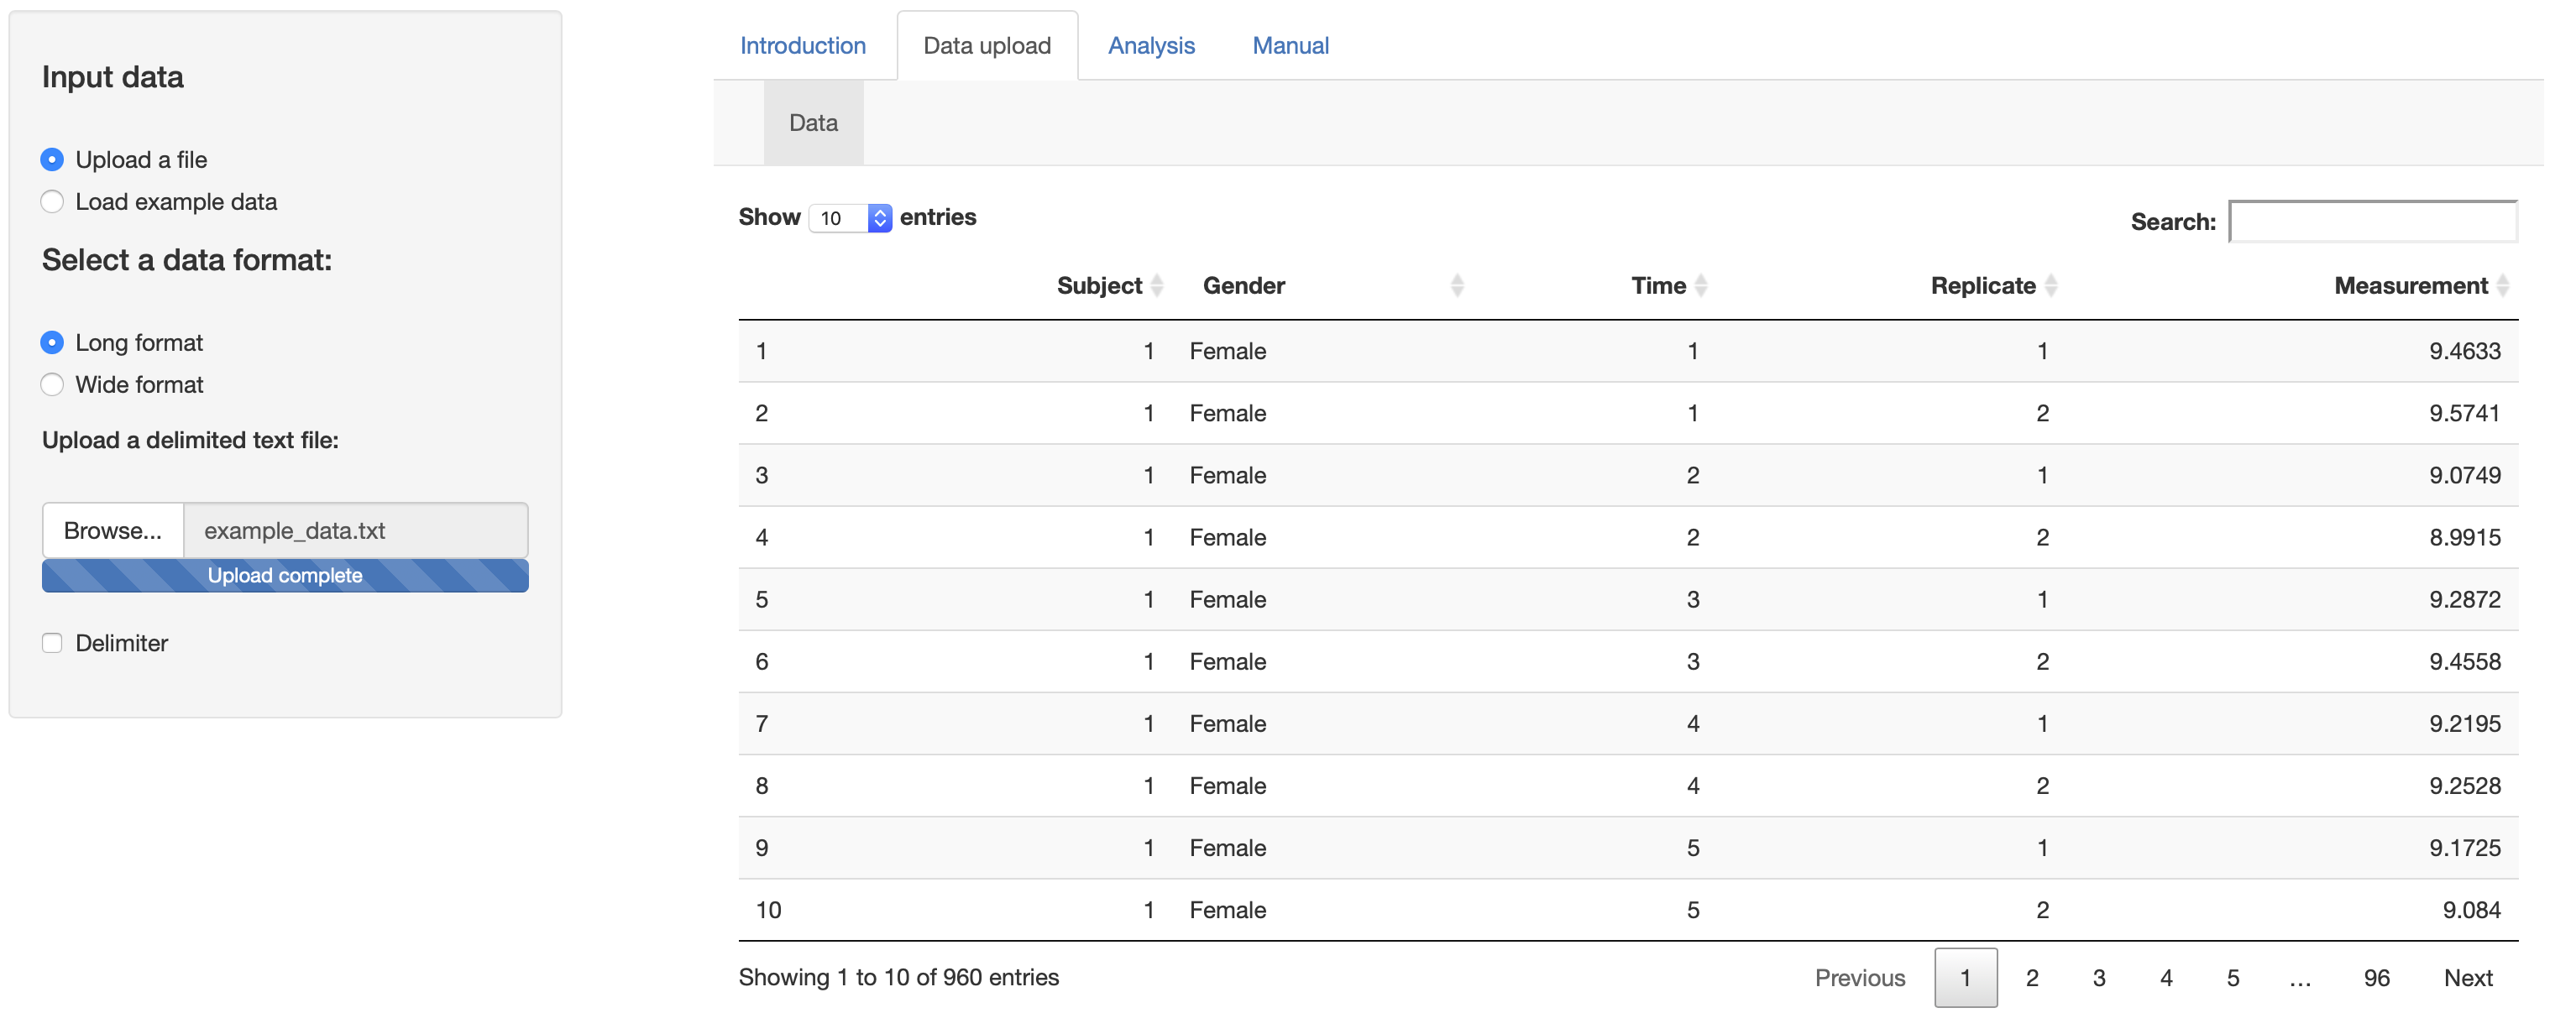 Input data
Upload a file
Load example data
Select a data format:
Long format
Wide format
Upload a delimited text file:
Browse... example_data.txt
Upload complete
Delimiter
Introduction Data upload Analysis Manual
Data
Show 10 entries Search:
Subject Gender Time Replicate Measurement
1 1 Female 1 1 9.4633
2 1 Female 1 2 9.5741
3 1 Female 2 1 9.0749
4 1 Female 2 2 8.9915
5 1 Female 3 1 9.2872
6 1 Female 3 2 9.4558
7 1 Female 4 1 9.2195
8 1 Female 4 2 9.2528
9 1 Female 5 1 9.1725
10 1 Female 5 2 9.084
Showing 1 to 10 of 960 entries Previous 1 2 3 4 5 ... 96 Next